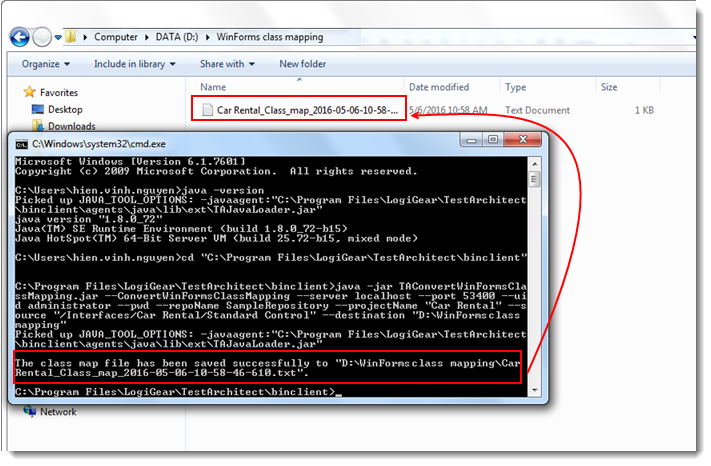 Computer ▸ DATA (D:) ▸ WinForms class mapping
Organize Include in library Share with New folder
Name Date modified Type Size
Favorites
Desktop
Downloads
Car Rental_Class_map_2016-05-06-10-58-... 5/6/2016 10:58 AM Text Document 1 KB
C:\Windows\system32\cmd.exe
Microsoft Windows [Version 6.1.7601]
Copyright (c) 2009 Microsoft Corporation.  All rights reserved.
C:\Users\hien.vinh.nguyen>java -version
Picked up JAVA_TOOL_OPTIONS: -javaagent:"C:\Program Files\LogiGear\TestArchitect
\binclient\agents\java\lib\ext\TAJavaLoader.jar"
java version "1.8.0_72"
Java(TM) SE Runtime Environment (build 1.8.0_72-b15)
Java HotSpot(TM) 64-Bit Server VM (build 25.72-b15, mixed mode)
C:\Users\hien.vinh.nguyen>cd "C:\Program Files\LogiGear\TestArchitect\binclient"
C:\Program Files\LogiGear\TestArchitect\binclient>java -jar TAConvertWinFormsCla
ssMapping.jar --ConvertWinFormsClassMapping --server localhost --port 53400 --ui
d administrator --pwd --repoName SampleRepository --projectName "Car Rental" --s
ource "/Interfaces/Car Rental/Standard Control" --destination "D:\WinForms class
mapping"
Picked up JAVA_TOOL_OPTIONS: -javaagent:"C:\Program Files\LogiGear\TestArchitect
\binclient\agents\java\lib\ext\TAJavaLoader.jar"
The class map file has been saved successfully to "D:\WinForms class mapping\Car
Rental_Class_map_2016-05-06-10-58-46-610.txt".
C:\Program Files\LogiGear\TestArchitect\binclient>_
Network